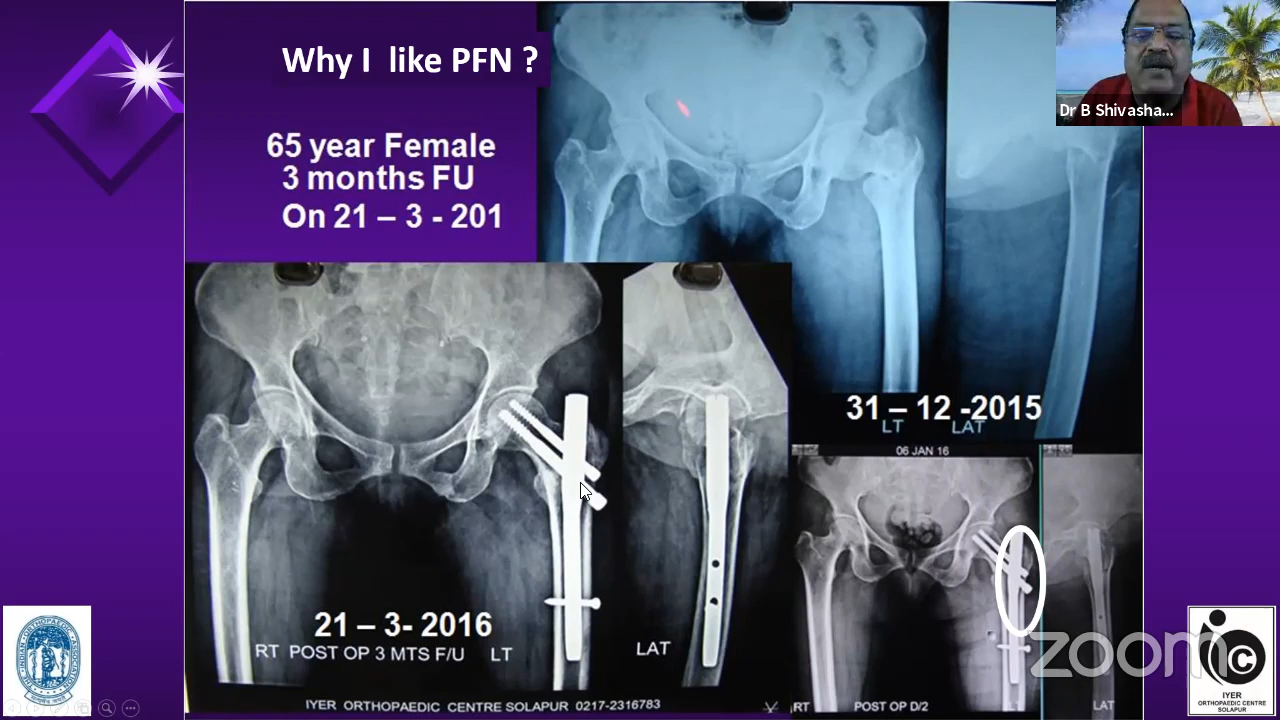 Why I like PFN ?
65 year Female
3 months FU
On 21 – 3 - 201
Dr B Shivasha...
31 – 12 -2015
LT LAT
21 – 3- 2016
RT POST OP 3 MTS F/U LT
LAT
IYER ORTHOPAEDIC CENTRE SOLAPUR 0217-2316783
06 JAN 16
RT POST OP D/2
LAT
zoom
IYER
ORTHOPAEDIC CENTRE
SOLAPUR